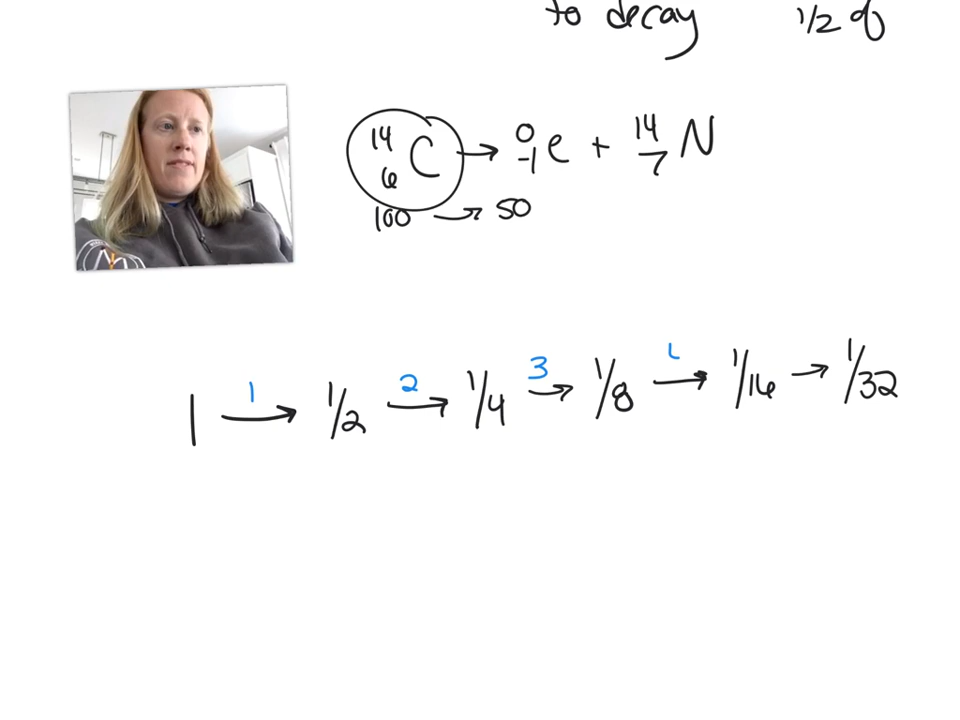 to decay 1/2 of
14 6 C → 0 -1 e + 14 7 N
100 → 50
1 2 3
1 → 1/2 → 1/4 → 1/8 → 1/16 → 1/32